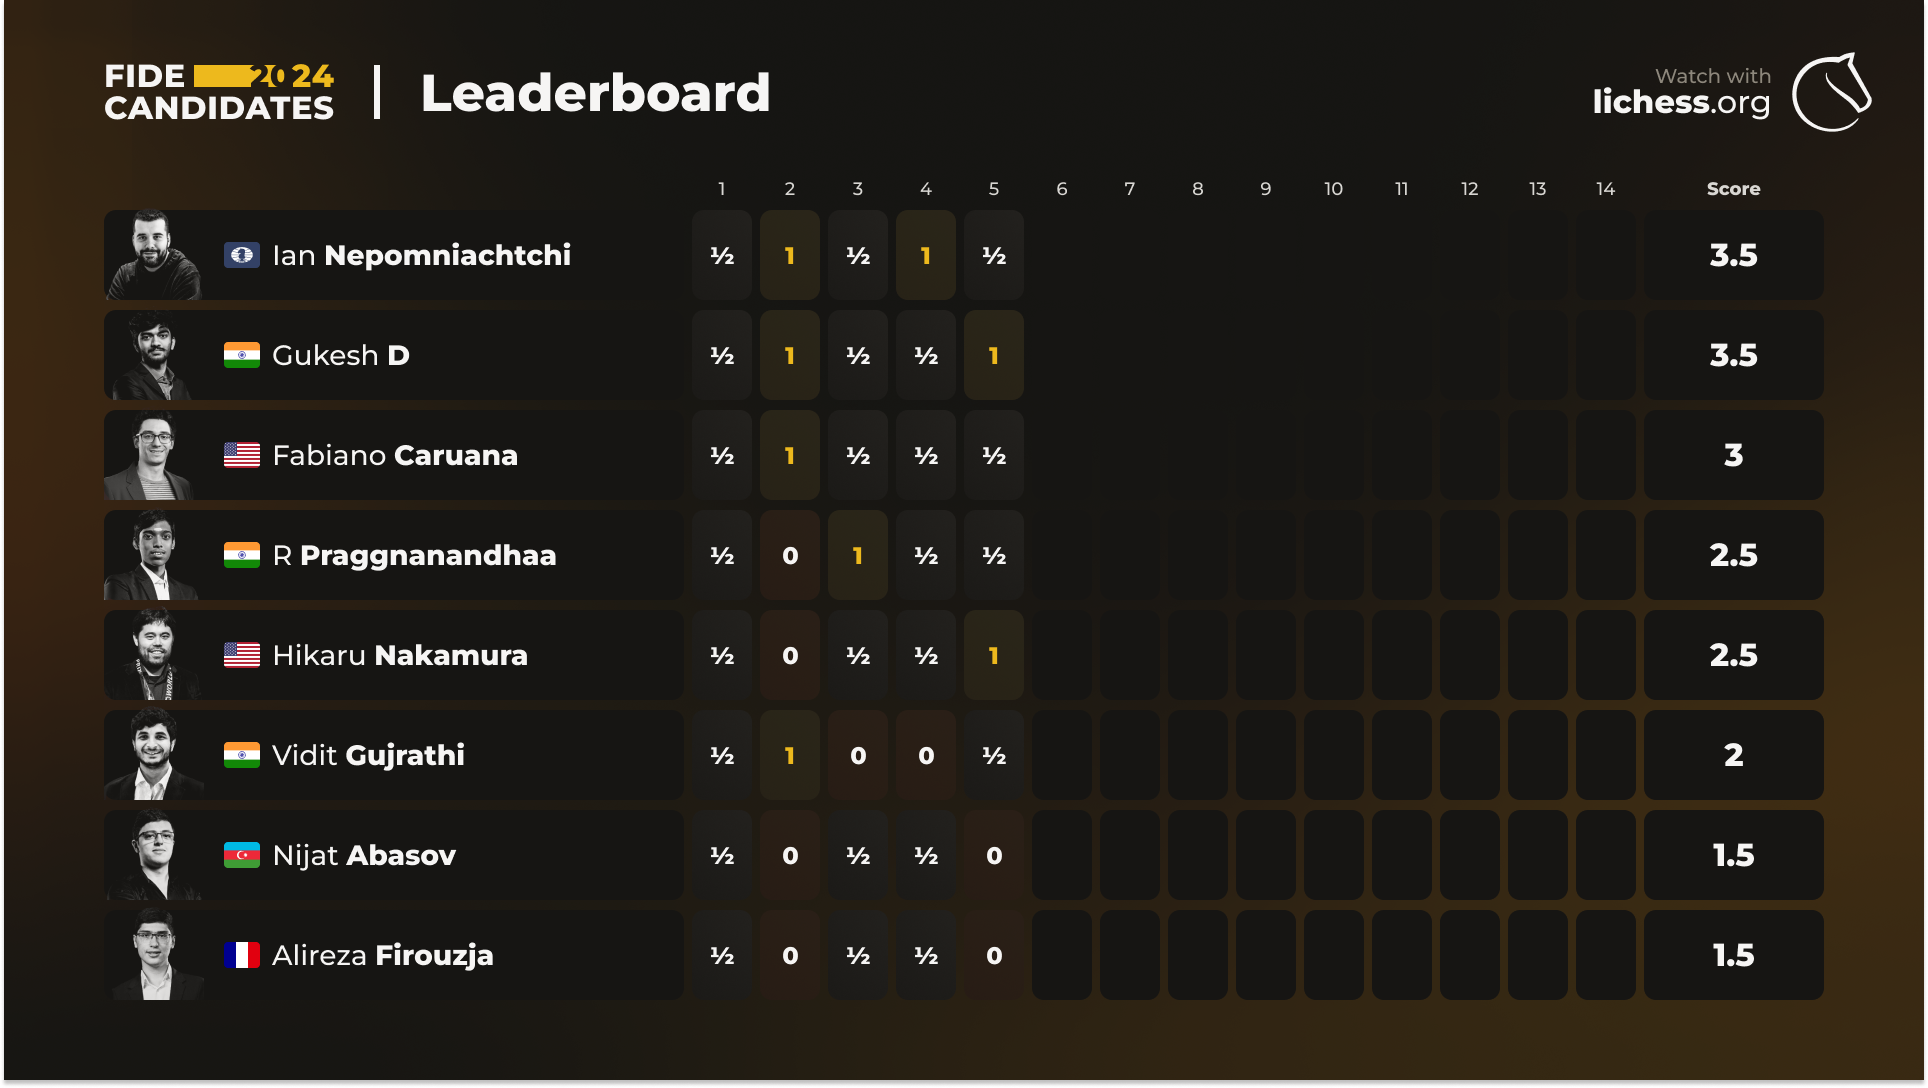 FIDE 2024
CANDIDATES
Leaderboard
Watch with
lichess.org
1 2 3 4 5 6 7 8 9 10 11 12 13 14 Score
Ian Nepomniachtchi ½ 1 ½ 1 ½ 3.5
Gukesh D ½ 1 ½ ½ 1 3.5
Fabiano Caruana ½ 1 ½ ½ ½ 3
R Praggnanandhaa ½ 0 1 ½ ½ 2.5
Hikaru Nakamura ½ 0 ½ ½ 1 2.5
Vidit Gujrathi ½ 1 0 0 ½ 2
Nijat Abasov ½ 0 ½ ½ 0 1.5
Alireza Firouzja ½ 0 ½ ½ 0 1.5